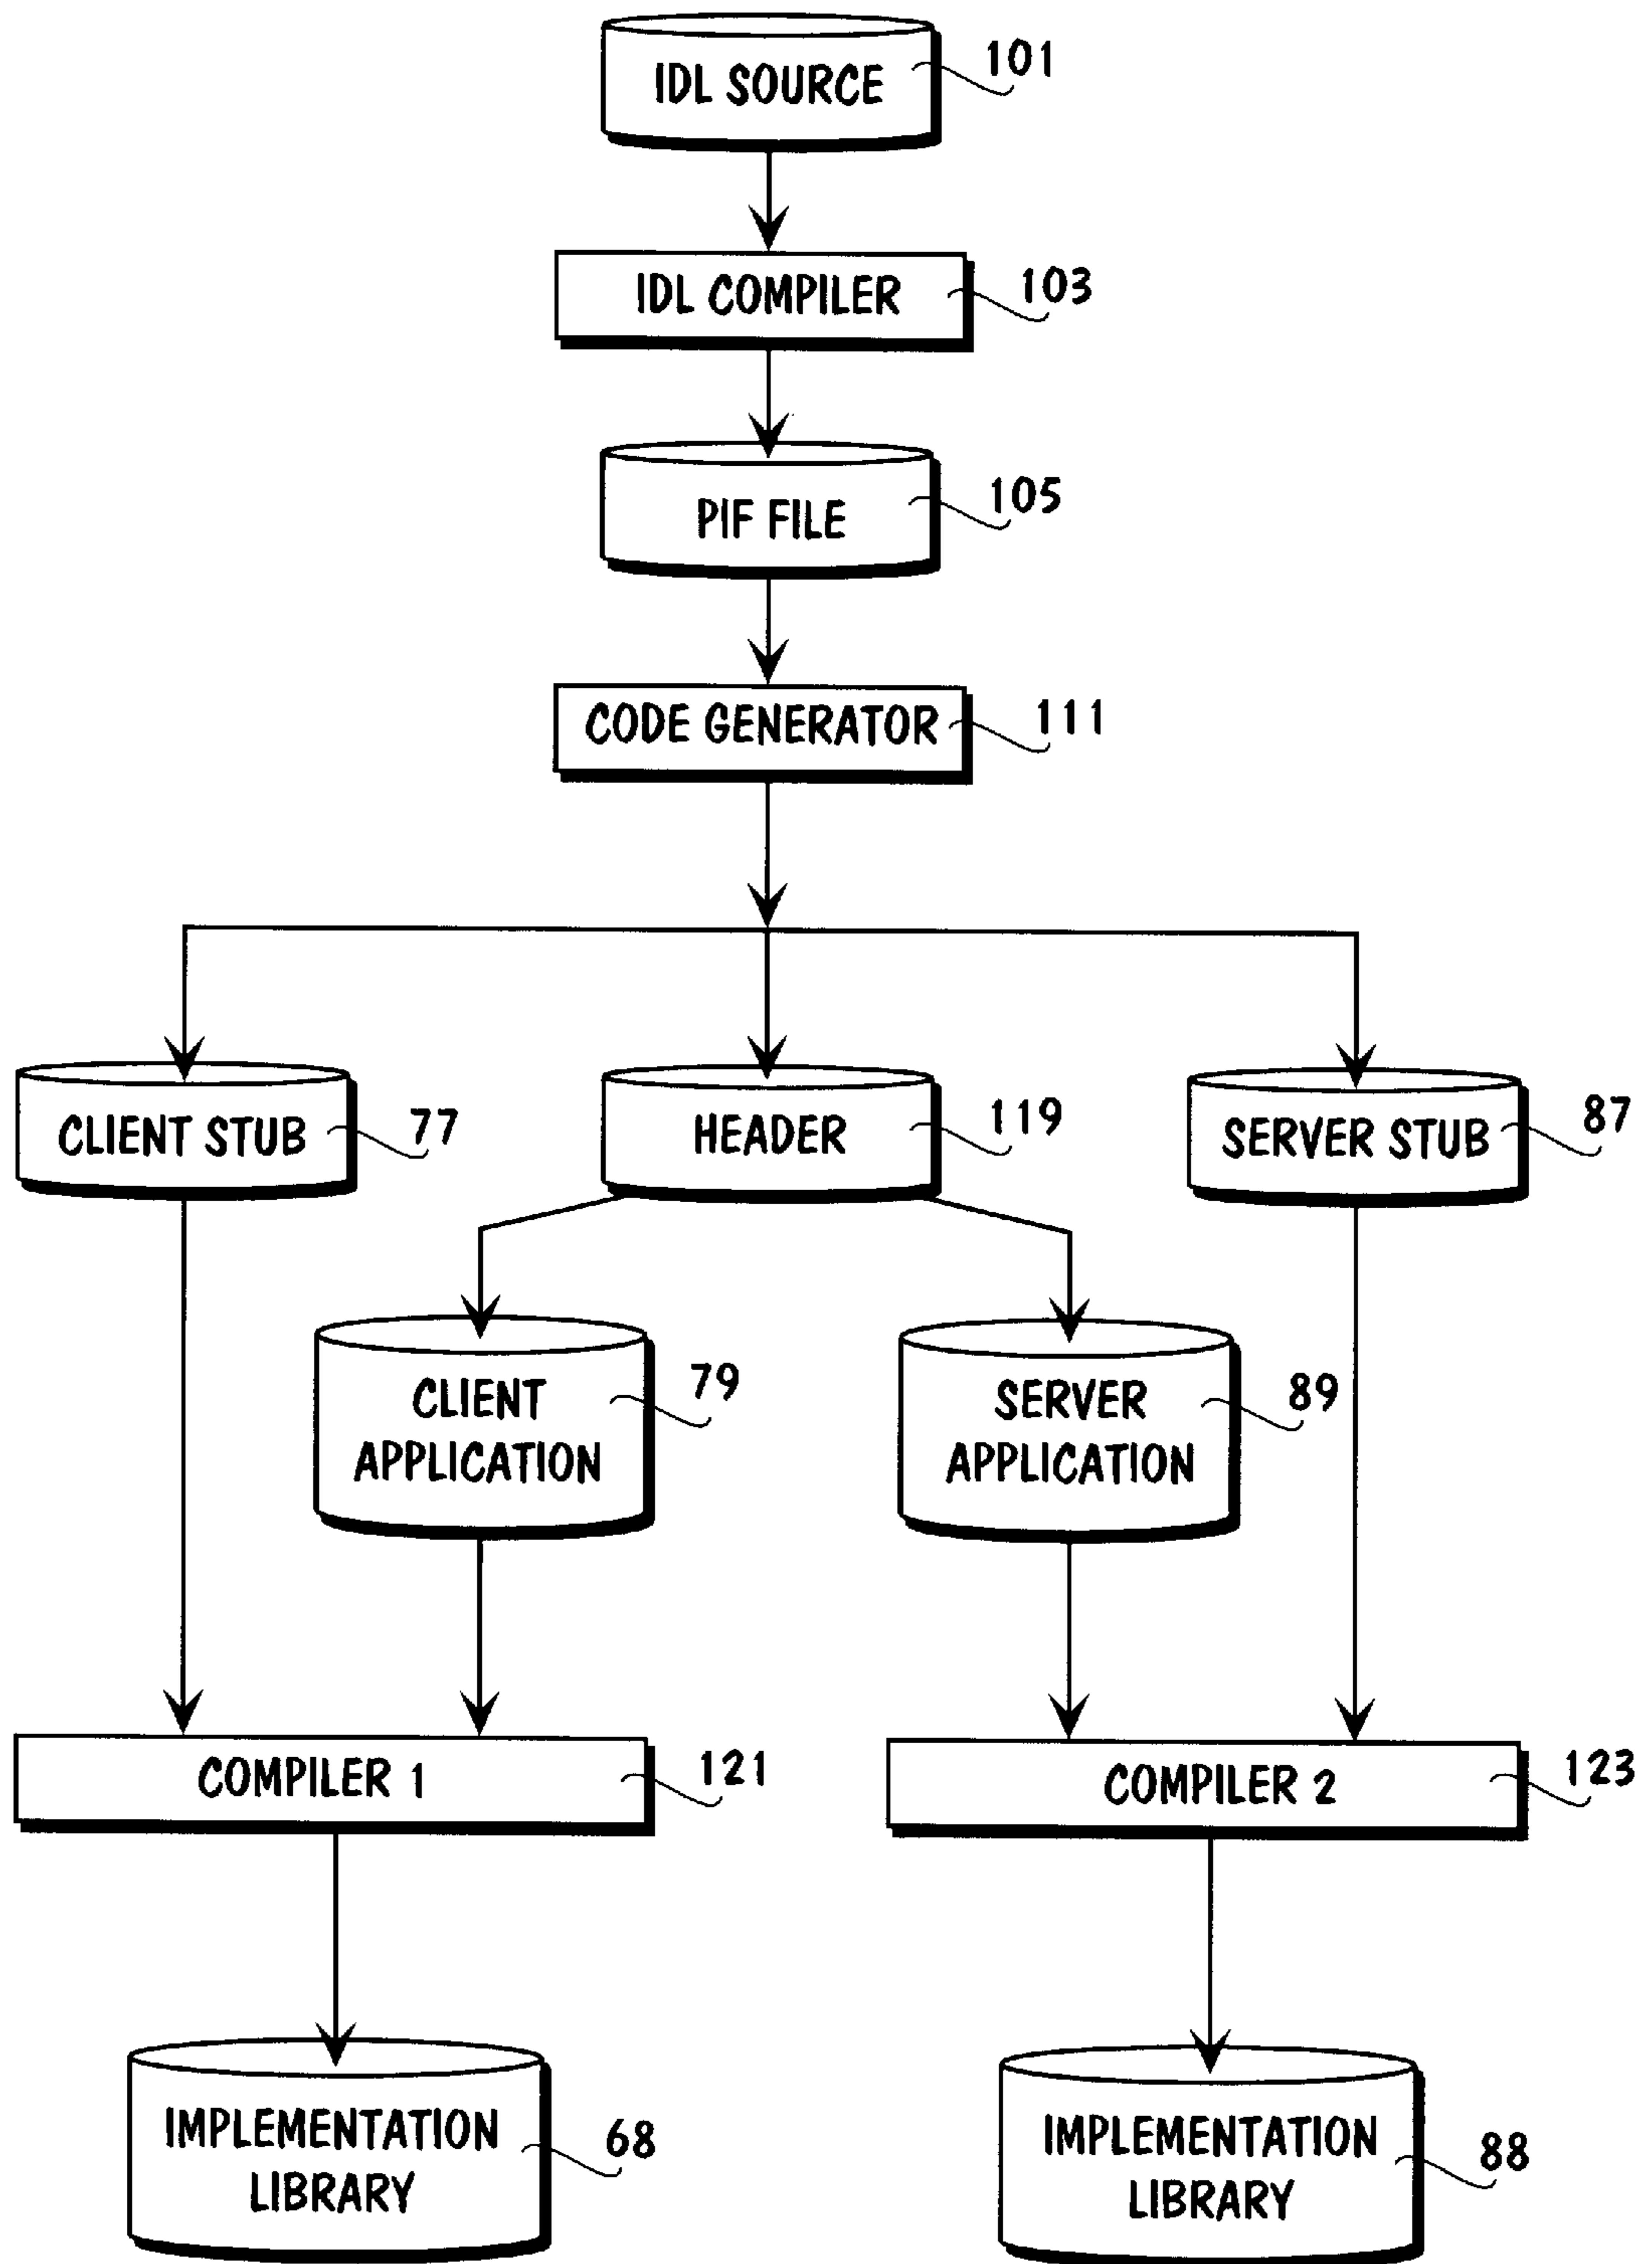 IDL SOURCE
101
IDL COMPILER
103
PIF FILE
105
CODE GENERATOR
111
CLIENT STUB
77
HEADER
119
SERVER STUB
87
CLIENT
APPLICATION
79
SERVER
APPLICATION
89
COMPILER 1
121
COMPILER 2
123
IMPLEMENTATION
LIBRARY
68
IMPLEMENTATION
LIBRARY
88